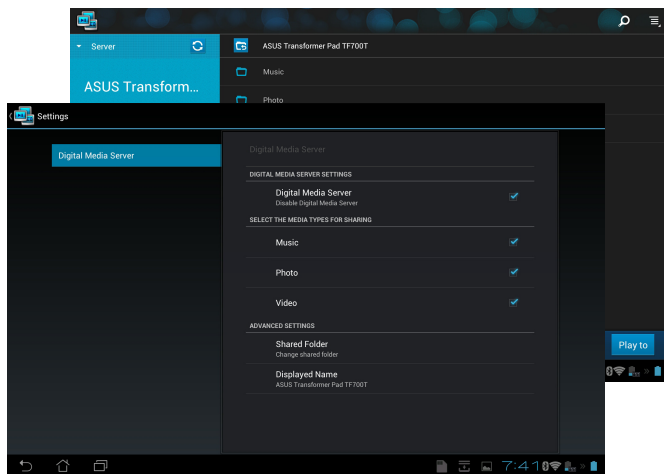 Server
ASUS Transform...
ASUS Transformer Pad TF700T
Music
Photo
Play to
Settings
Digital Media Server
Digital Media Server
DIGITAL MEDIA SERVER SETTINGS
Digital Media Server
Disable Digital Media Server
SELECT THE MEDIA TYPES FOR SHARING
Music
Photo
Video
ADVANCED SETTINGS
Shared Folder
Change shared folder
Displayed Name
ASUS Transformer Pad TF700T
7:41